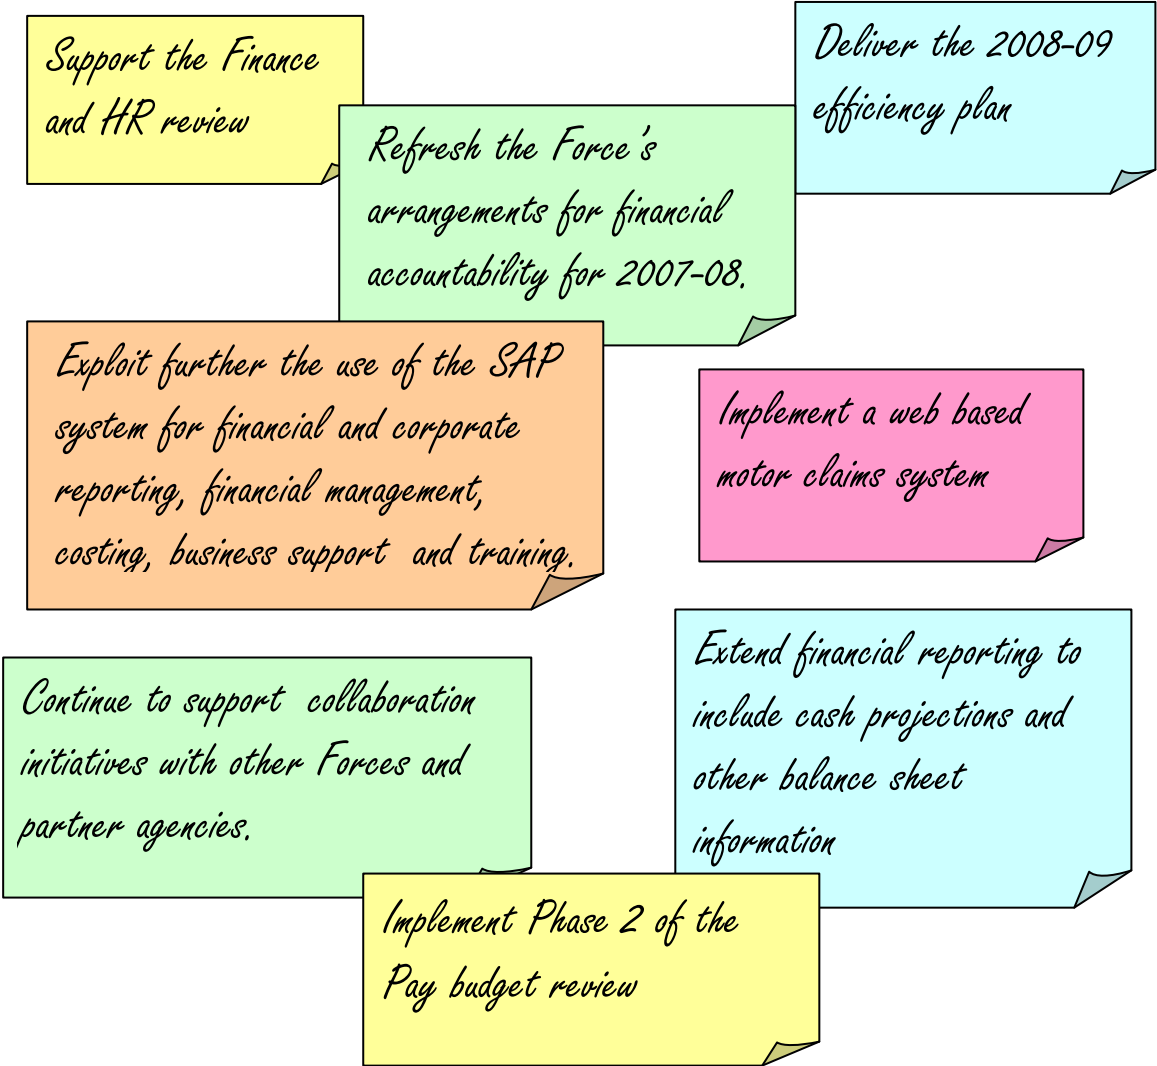 Support the Finance
and HR review
Deliver the 2008-09
efficiency plan
Refresh the Force's
arrangements for financial
accountability for 2007-08.
Exploit further the use of the SAP
system for financial and corporate
reporting, financial management,
costing, business support and training.
Implement a web based
motor claims system
Continue to support collaboration
initiatives with other Forces and
partner agencies.
Extend financial reporting to
include cash projections and
other balance sheet
information
Implement Phase 2 of the
Pay budget review